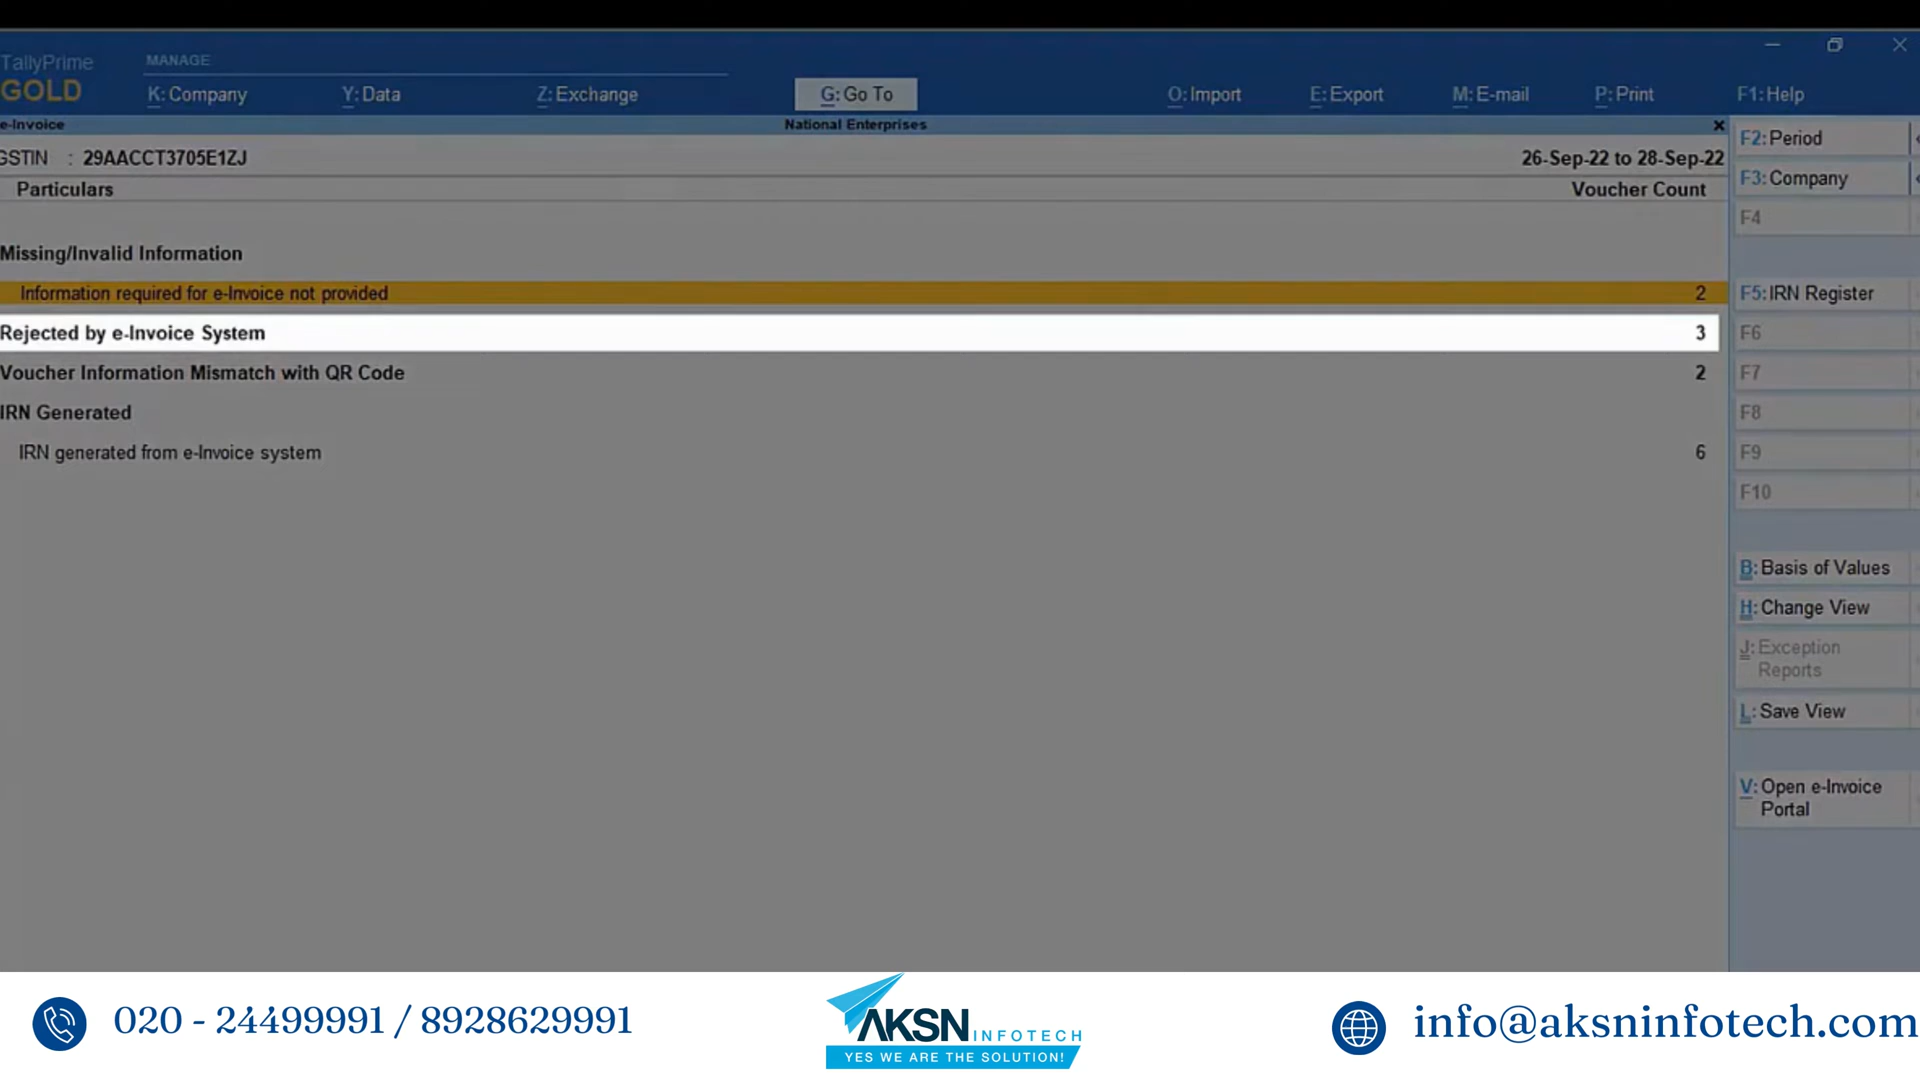 TallyPrime
GOLD
MANAGE
K: Company
Y: Data
Z: Exchange
G: Go To
O: Import
E: Export
M: E-mail
P: Print
F1: Help
e-Invoice
National Enterprises
GSTIN : 29AACCT3705E1ZJ
26-Sep-22 to 28-Sep-22
Particulars
Voucher Count
Missing/Invalid Information
Information required for e-Invoice not provided 2
Rejected by e-Invoice System 3
Voucher Information Mismatch with QR Code 2
IRN Generated
IRN generated from e-Invoice system 6
F2: Period
F3: Company
F4
F5: IRN Register
F6
F7
F8
F9
F10
B: Basis of Values
H: Change View
J: Exception
Reports
L: Save View
V: Open e-Invoice
Portal
020 - 24499991 / 8928629991
AKSN INFOTECH
YES WE ARE THE SOLUTION!
info@aksninfotech.com